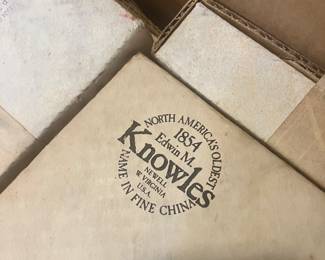 NORTH AMERICA'S OLDEST
1854
Edwin M.
Knowles
NEWELL
W. VIRGINIA
U.S.A.
NAME IN FINE CHINA